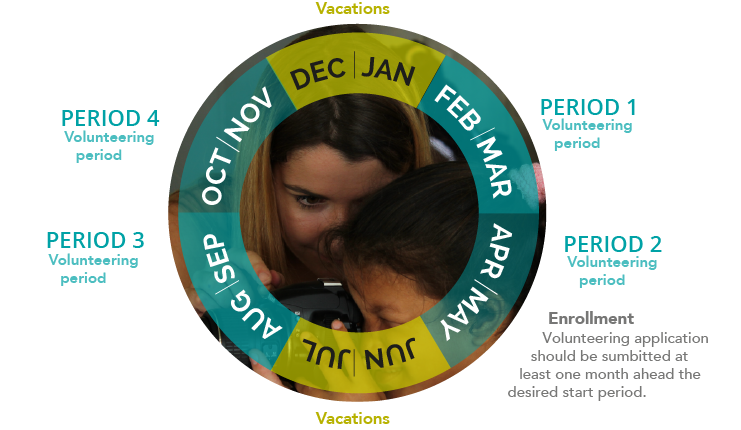 Vacations
DEC | JAN
FEB / MAR
PERIOD 1
Volunteering
period
APR / MAY
PERIOD 2
Volunteering
period
Enrollment
Volunteering application
should be sumbitted at
least one month ahead the
desired start period.
JUN | JUL
Vacations
AUG / SEP
PERIOD 3
Volunteering
period
OCT / NOV
PERIOD 4
Volunteering
period